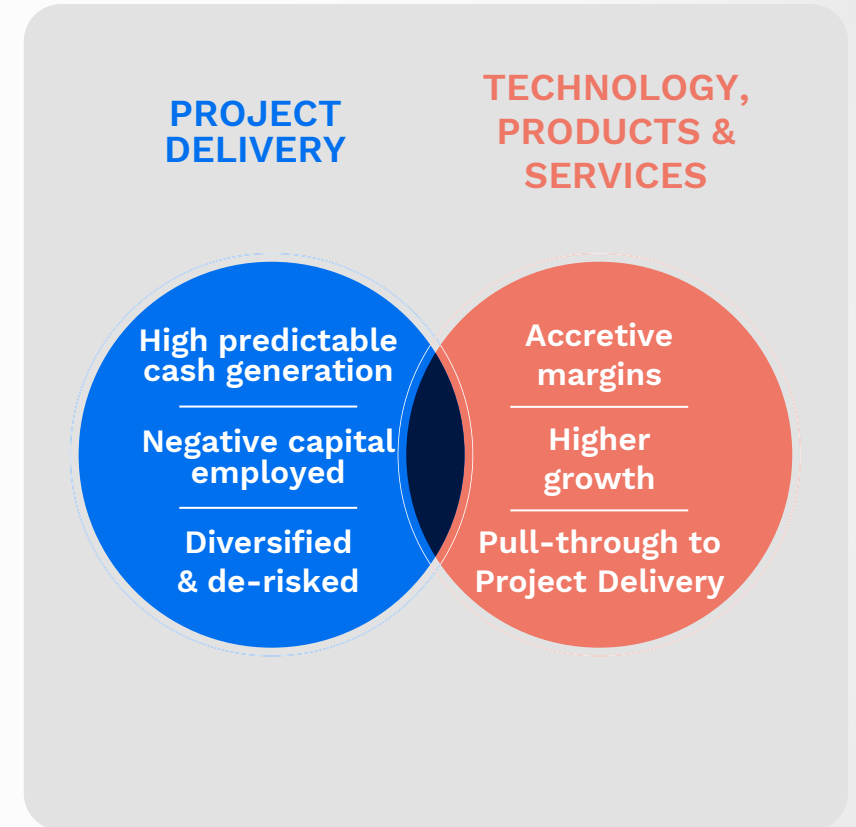 PROJECT
DELIVERY
TECHNOLOGY,
PRODUCTS &
SERVICES
High predictable
cash generation
Negative capital
employed
Diversified
& de-risked
Accretive
margins
Higher
growth
Pull-through to
Project Delivery